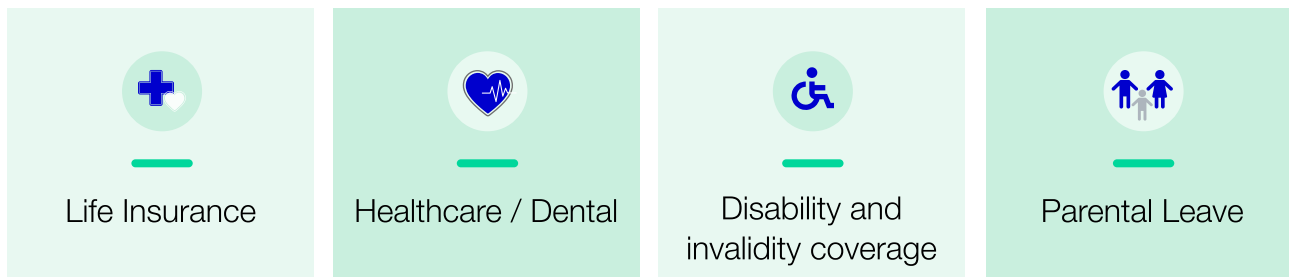 Life Insurance
Healthcare / Dental
Disability and
invalidity coverage
Parental Leave